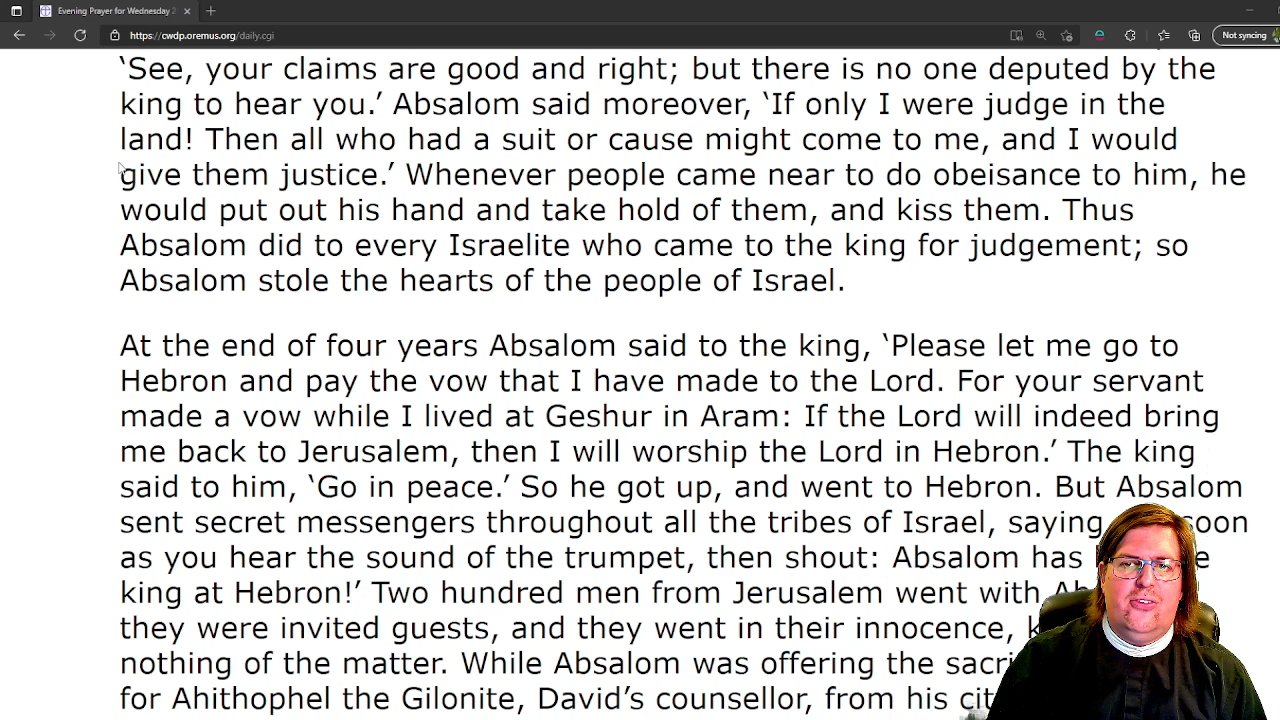 Evening Prayer for Wednesday 2
https://cwdp.oremus.org/daily.cgi
Not syncing
‘See, your claims are good and right; but there is no one deputed by the
king to hear you.’ Absalom said moreover, ‘If only I were judge in the
land! Then all who had a suit or cause might come to me, and I would
give them justice.’ Whenever people came near to do obeisance to him, he
would put out his hand and take hold of them, and kiss them. Thus
Absalom did to every Israelite who came to the king for judgement; so
Absalom stole the hearts of the people of Israel.
At the end of four years Absalom said to the king, ‘Please let me go to
Hebron and pay the vow that I have made to the Lord. For your servant
made a vow while I lived at Geshur in Aram: If the Lord will indeed bring
me back to Jerusalem, then I will worship the Lord in Hebron.’ The king
said to him, ‘Go in peace.’ So he got up, and went to Hebron. But Absalom
sent secret messengers throughout all the tribes of Israel, saying soon
as you hear the sound of the trumpet, then shout: Absalom has
king at Hebron!’ Two hundred men from Jerusalem went with
they were invited guests, and they went in their innocence,
nothing of the matter. While Absalom was offering the
for Ahithophel the Gilonite, David’s counsellor, from his